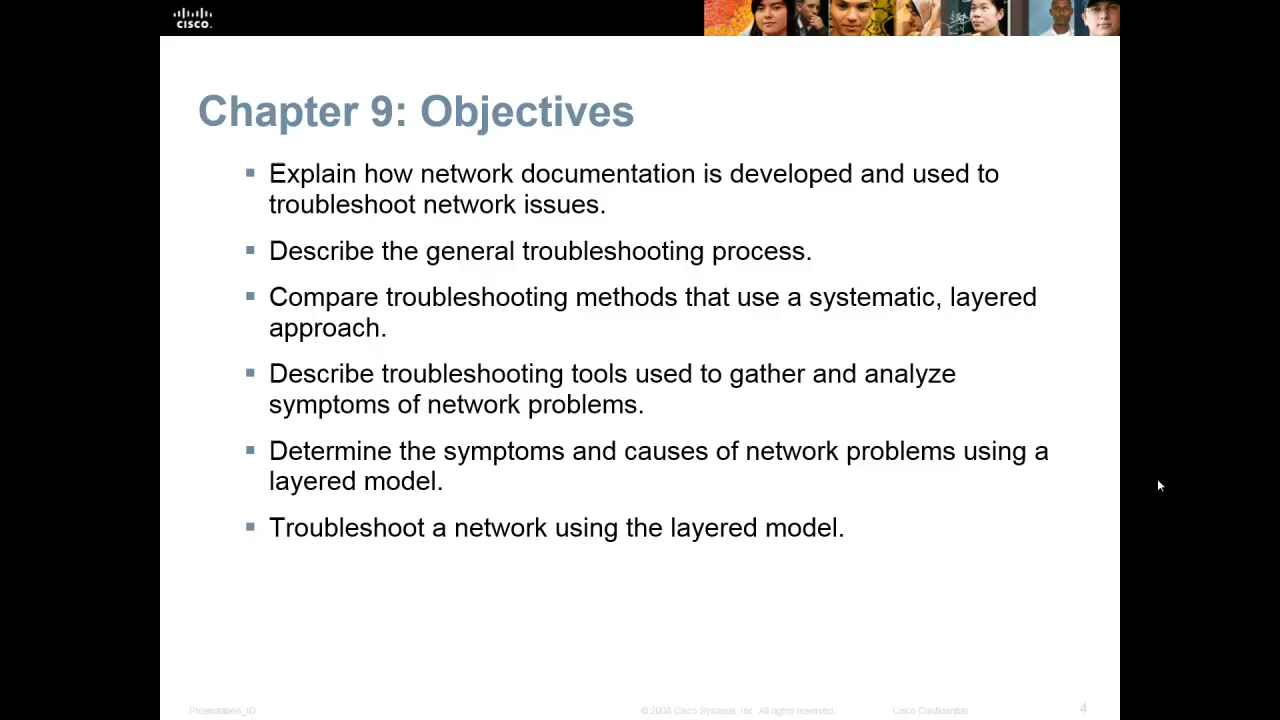 CISCO
Chapter 9: Objectives
Explain how network documentation is developed and used to
troubleshoot network issues.
Describe the general troubleshooting process.
Compare troubleshooting methods that use a systematic, layered
approach.
Describe troubleshooting tools used to gather and analyze
symptoms of network problems.
Determine the symptoms and causes of network problems using a
layered model.
Troubleshoot a network using the layered model.
Presentation_ID © 2008 Cisco Systems, Inc. All rights reserved. Cisco Confidential 4